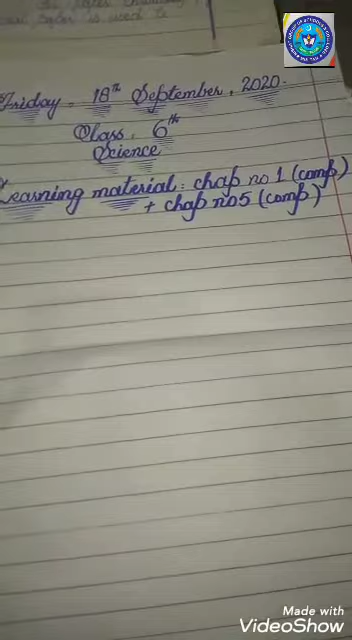 Friday. 18th September, 2020.
Class. 6th
Science
Learning material: chap no 1 (comp)
+ chap no 5 (comp)
Made with
VideoShow